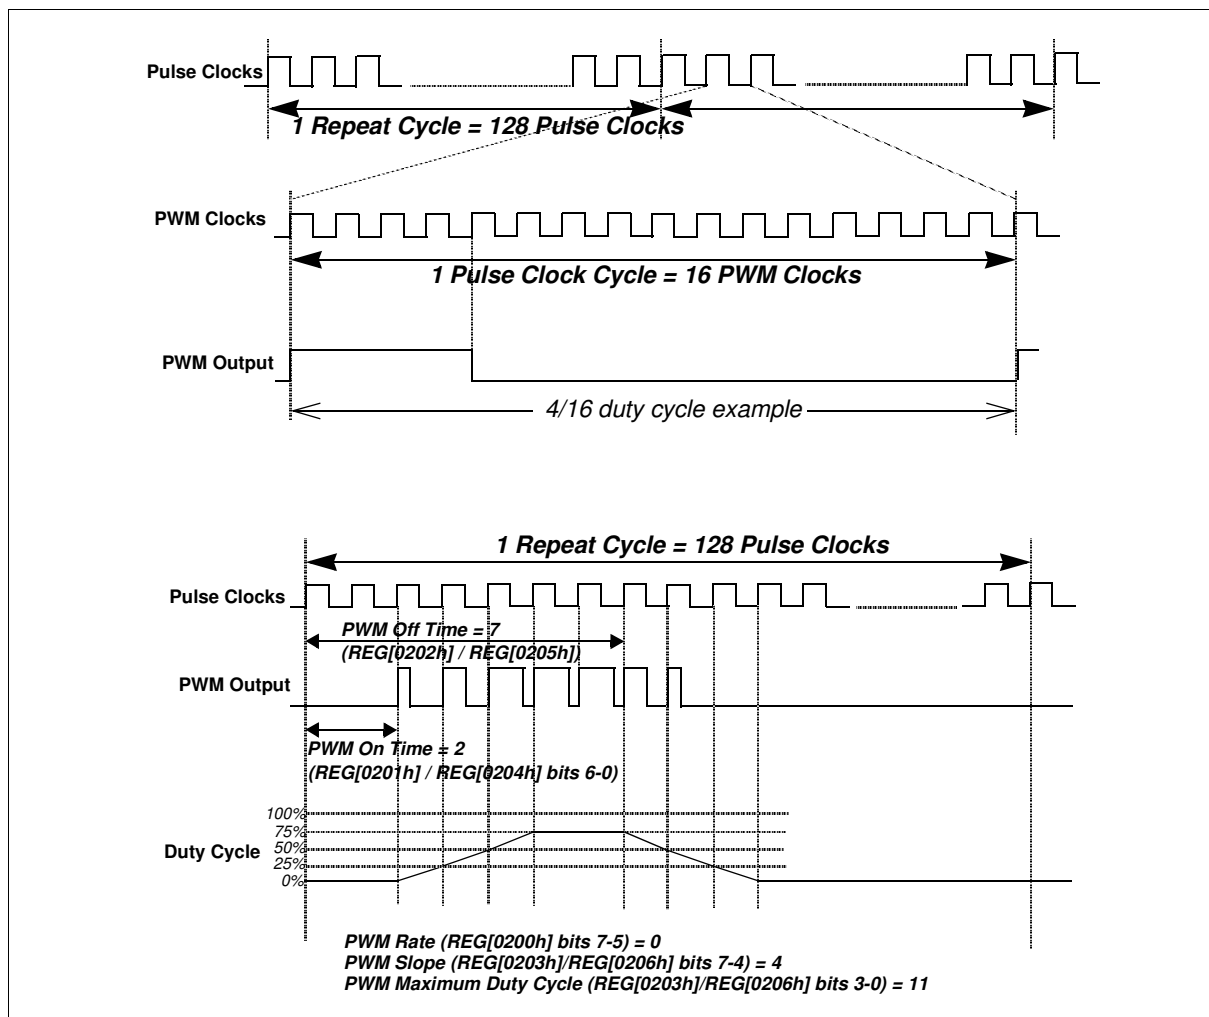 Pulse Clocks
1 Repeat Cycle = 128 Pulse Clocks
PWM Clocks
1 Pulse Clock Cycle = 16 PWM Clocks
PWM Output
4/16 duty cycle example
1 Repeat Cycle = 128 Pulse Clocks
Pulse Clocks
PWM Off Time = 7
(REG[0202h] / REG[0205h])
PWM Output
PWM On Time = 2
(REG[0201h] / REG[0204h] bits 6-0)
100%
75%
50%
Duty Cycle
25%
0%
PWM Rate (REG[0200h] bits 7-5) = 0
PWM Slope (REG[0203h]/REG[0206h] bits 7-4) = 4
PWM Maximum Duty Cycle (REG[0203h]/REG[0206h] bits 3-0) = 11